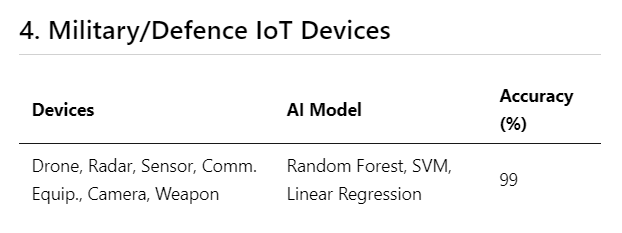 4. Military/Defence IoT Devices
Devices AI Model Accuracy
(%)
Drone, Radar, Sensor, Comm. Random Forest, SVM, 99
Equip., Camera, Weapon Linear Regression